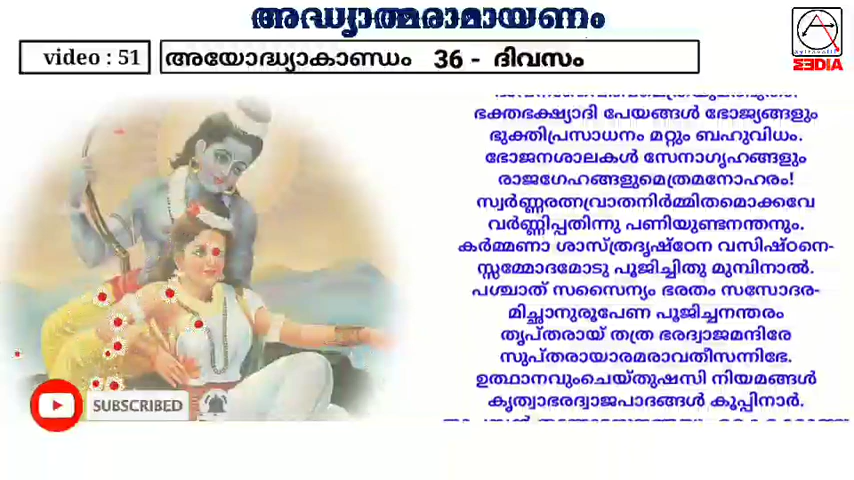 അദ്ധ്യാത്മരാമായണം
video : 51
അയോദ്ധ്യാകാണ്ഡം 36 - ദിവസം
MEDIA
ഭക്തഭക്ഷ്യാദി പേയങ്ങൾ ഭോജ്യങ്ങളും
ഭുക്തിപ്രസാധനം മറ്റും ബഹുവിധം.
ഭോജനശാലകൾ സേനാഗൃഹങ്ങളും
രാജഗേഹങ്ങളുമെത്രമനോഹരം!
സ്വർണ്ണരത്നവ്രാതനിർമ്മിതമൊക്കവേ
വർണ്ണിപ്പതിന്നു പണിയുണ്ടനന്തനും.
കർമ്മണാ ശാസ്ത്രദൃഷ്ടേന വസിഷ്ഠനെ-
സ്സമ്മോദമോടു പൂജിച്ചിതു മുമ്പിനാൽ.
പശ്ചാത് സസൈന്യം ഭരതം സസോദര-
മിച്ഛാനുരൂപേണ പൂജിച്ചനന്തരം
തൃപ്തരായ് തത്ര ഭരദ്വാജമന്ദിരേ
സുപ്തരായാരമരാവതീസന്നിഭേ.
ഉത്ഥാനവുംചെയ്തുഷസി നിയമങ്ങൾ
കൃത്വാഭരദ്വാജപാദങ്ങൾ കൂപ്പിനാർ.
SUBSCRIBED